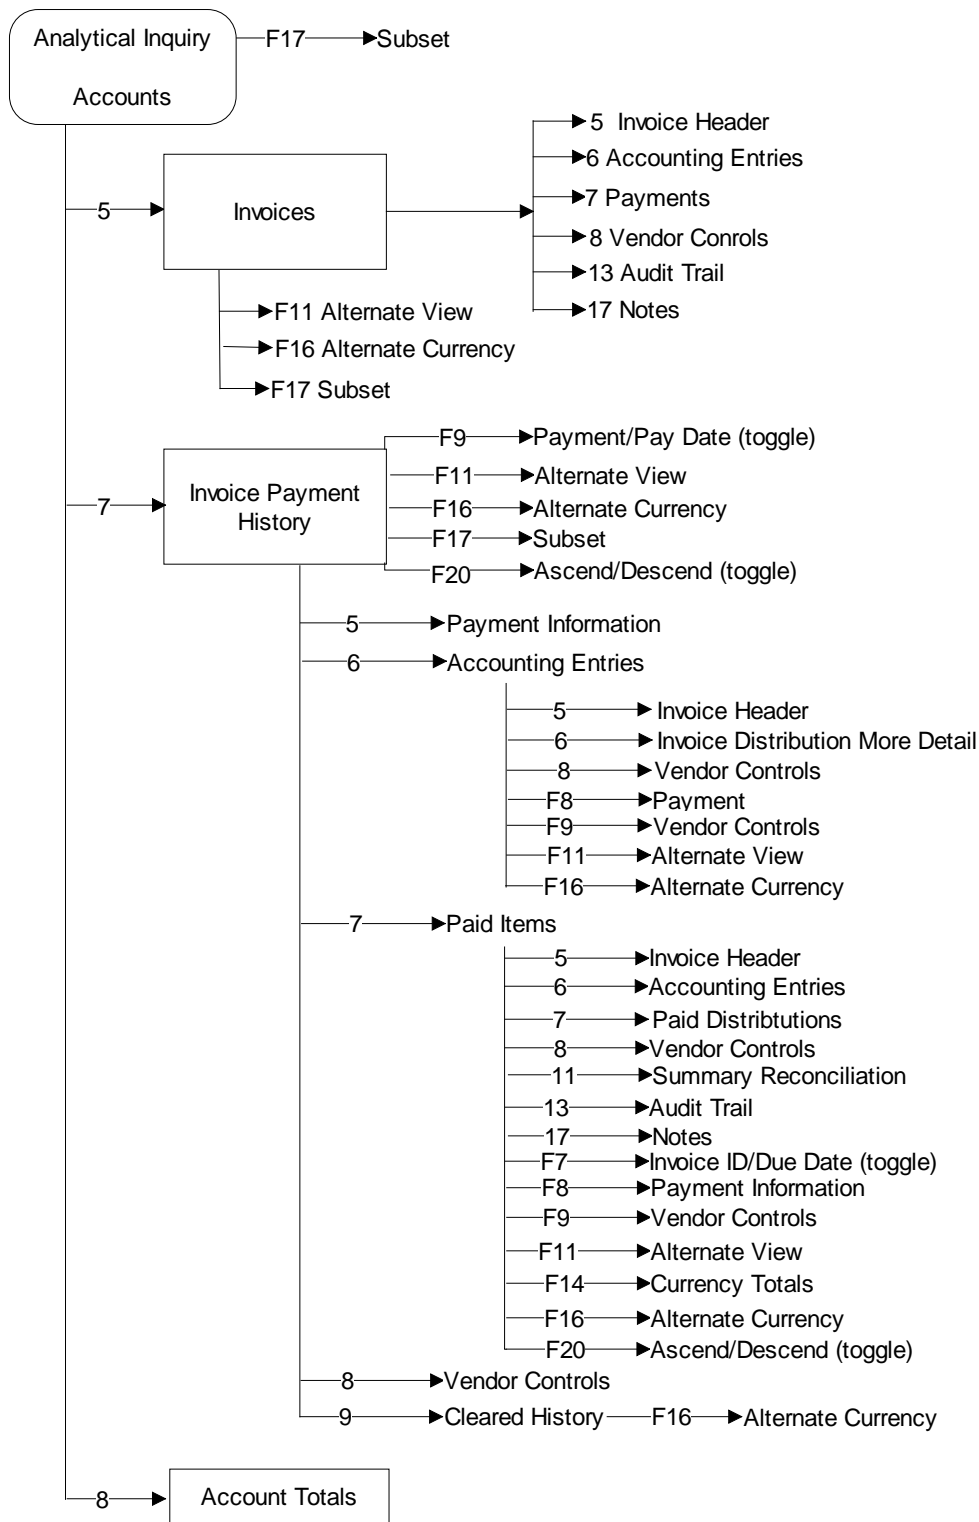 Analytical Inquiry
Accounts
F17 Subset
5 Invoices
5 Invoice Header
6 Accounting Entries
7 Payments
8 Vendor Conrols
13 Audit Trail
17 Notes
F11 Alternate View
F16 Alternate Currency
F17 Subset
7 Invoice Payment
History
F9 Payment/Pay Date (toggle)
F11 Alternate View
F16 Alternate Currency
F17 Subset
F20 Ascend/Descend (toggle)
5 Payment Information
6 Accounting Entries
5 Invoice Header
6 Invoice Distribution More Detail
8 Vendor Controls
F8 Payment
F9 Vendor Controls
F11 Alternate View
F16 Alternate Currency
7 Paid Items
5 Invoice Header
6 Accounting Entries
7 Paid Distribtutions
8 Vendor Controls
11 Summary Reconciliation
13 Audit Trail
17 Notes
F7 Invoice ID/Due Date (toggle)
F8 Payment Information
F9 Vendor Controls
F11 Alternate View
F14 Currency Totals
F16 Alternate Currency
F20 Ascend/Descend (toggle)
8 Vendor Controls
9 Cleared History F16 Alternate Currency
8 Account Totals